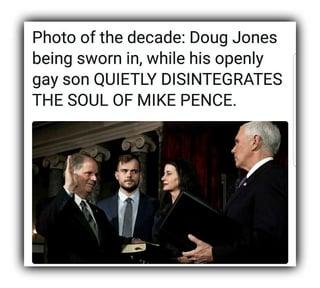 Photo of the decade: Doug Jones
being sworn in, while his openly
gay son QUIETLY DISINTEGRATES
THE SOUL OF MIKE PENCE.